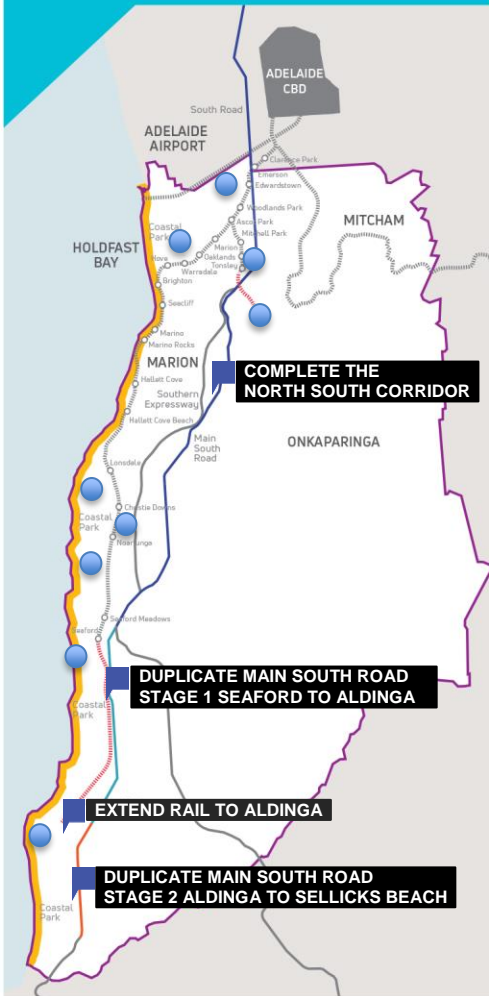 ADELAIDE
CBD
South Road
ADELAIDE
AIRPORT
Clarence Park
Emerson
Edwardstown
Woodlands Park
Ascot Park
Mitchell Park
MITCHAM
Coastal
Park
HOLDFAST
BAY
Marion
Oaklands
Hove
Warradale
Tonsley
Brighton
Seacliff
Marino
Marino Rocks
MARION
COMPLETE THE
NORTH SOUTH CORRIDOR
Hallett Cove
Southern
Expressway
Hallett Cove Beach
Main
South
Road
ONKAPARINGA
Lonsdale
Christie Downs
Coastal
Park
Noarlunga
Seaford Meadows
Seaford
DUPLICATE MAIN SOUTH ROAD
STAGE 1 SEAFORD TO ALDINGA
Coastal
Park
EXTEND RAIL TO ALDINGA
DUPLICATE MAIN SOUTH ROAD
STAGE 2 ALDINGA TO SELLICKS BEACH
Coastal
Park